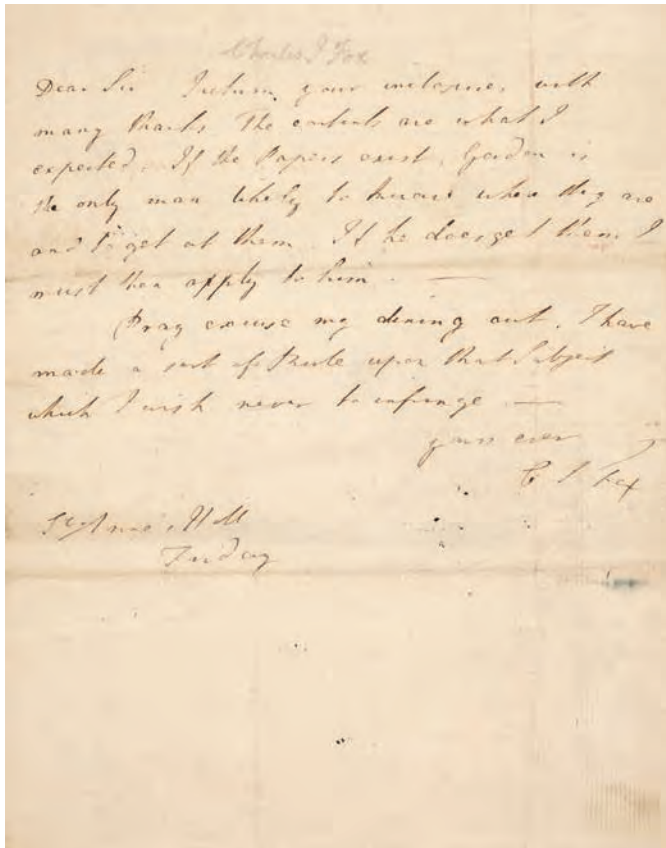 Charles J Fox
Dear Sir I return your inclosure, with
many thanks The contents are what I
expected. If the Papers exist, Gordon is
the only man likely to know where they are
and to get at them. If he does get them I
must then apply to him. —
Pray excuse my dining out, I have
made a sort of Rule upon that Subject
which I wish never to infringe —
yours ever
C J Fox
St Anne's Hill
Friday